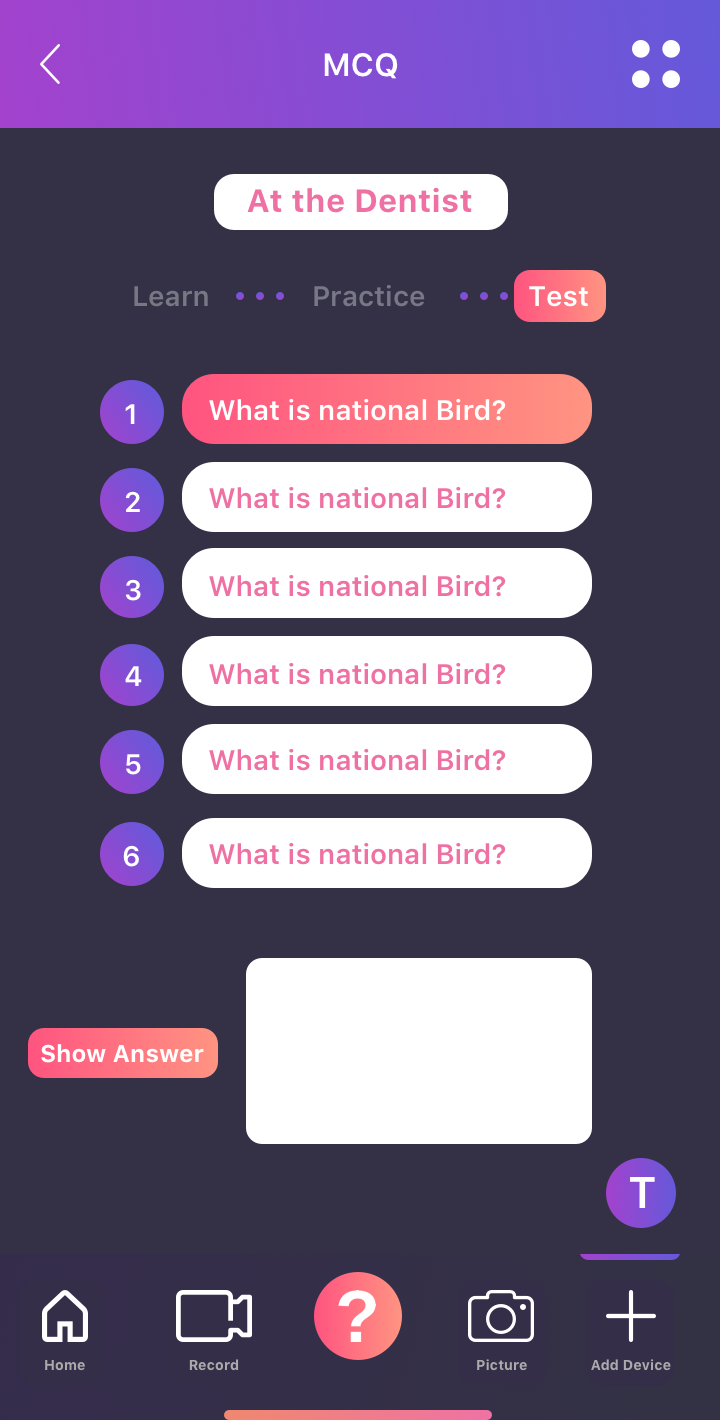 MCQ
At the Dentist
Learn Practice Test
1 What is national Bird?
2 What is national Bird?
3 What is national Bird?
4 What is national Bird?
5 What is national Bird?
6 What is national Bird?
Show Answer
T
?
Home Record Picture Add Device